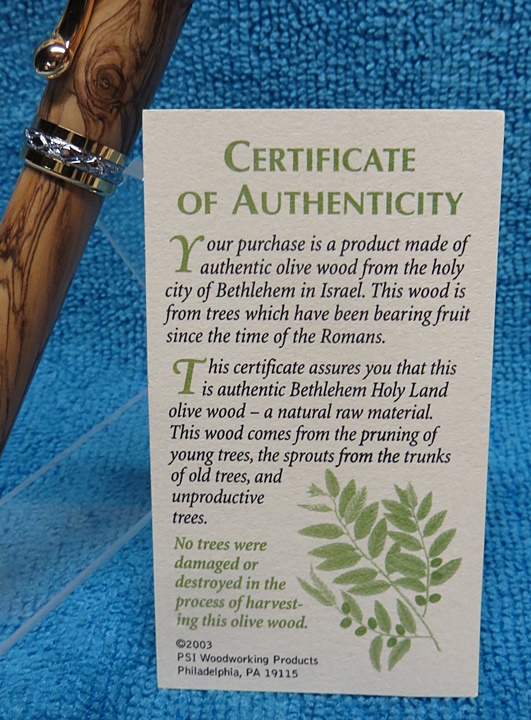 CERTIFICATE
OF AUTHENTICITY
Your purchase is a product made of
authentic olive wood from the holy
city of Bethlehem in Israel. This wood is
from trees which have been bearing fruit
since the time of the Romans.
This certificate assures you that this
is authentic Bethlehem Holy Land
olive wood – a natural raw material.
This wood comes from the pruning of
young trees, the sprouts from the trunks
of old trees, and
unproductive
trees.
No trees were
damaged or
destroyed in the
process of harvest-
ing this olive wood.
©2003
PSI Woodworking Products
Philadelphia, PA 19115